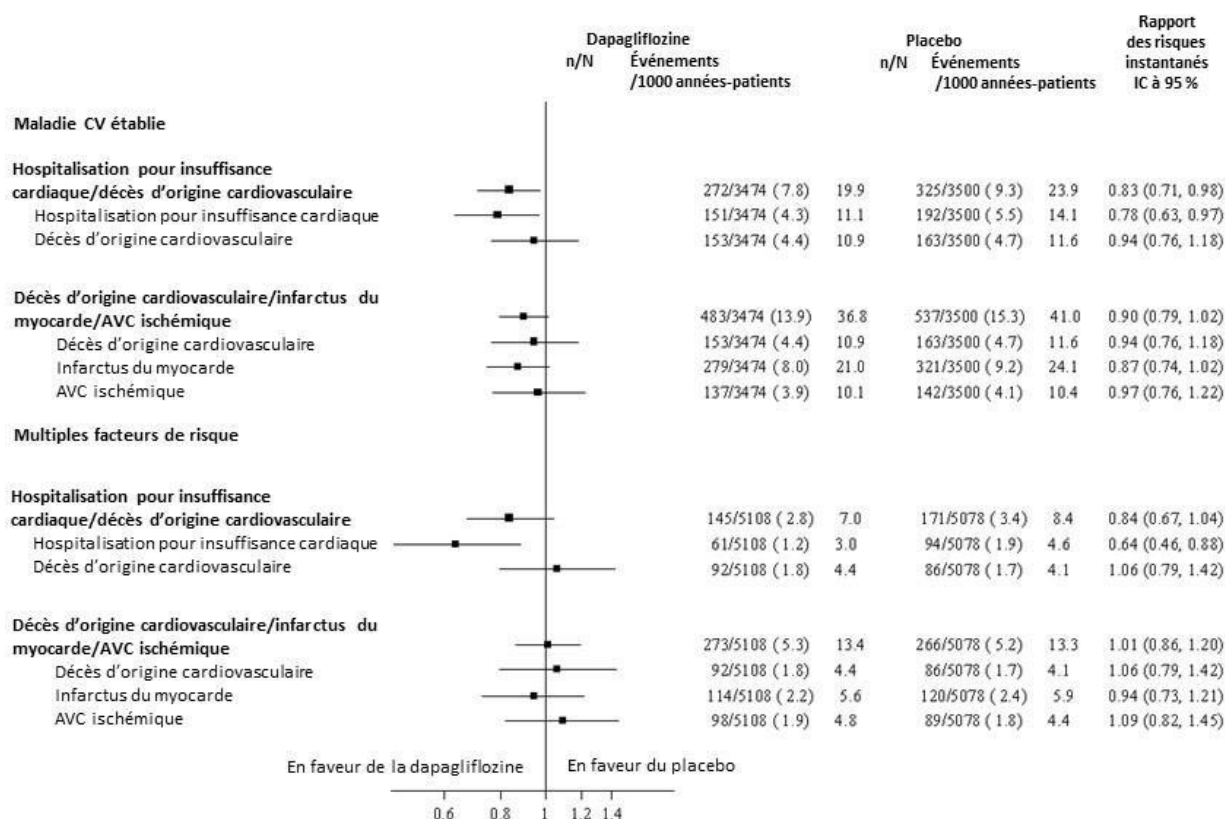 Dapagliflozine Placebo Rapport
des risques
instantanés
IC à 95 %
n/N Événements n/N Événements
/1000 années-patients /1000 années-patients
Maladie CV établie
Hospitalisation pour insuffisance
cardiaque/décès d'origine cardiovasculaire 272/3474 ( 7.8) 19.9 325/3500 ( 9.3) 23.9 0.83 (0.71, 0.98)
Hospitalisation pour insuffisance cardiaque 151/3474 ( 4.3) 11.1 192/3500 ( 5.5) 14.1 0.78 (0.63, 0.97)
Décès d'origine cardiovasculaire 153/3474 ( 4.4) 10.9 163/3500 ( 4.7) 11.6 0.94 (0.76, 1.18)
Décès d'origine cardiovasculaire/infarctus du
myocarde/AVC ischémique 483/3474 (13.9) 36.8 537/3500 (15.3) 41.0 0.90 (0.79, 1.02)
Décès d'origine cardiovasculaire 153/3474 ( 4.4) 10.9 163/3500 ( 4.7) 11.6 0.94 (0.76, 1.18)
Infarctus du myocarde 279/3474 ( 8.0) 21.0 321/3500 ( 9.2) 24.1 0.87 (0.74, 1.02)
AVC ischémique 137/3474 ( 3.9) 10.1 142/3500 ( 4.1) 10.4 0.97 (0.76, 1.22)
Multiples facteurs de risque
Hospitalisation pour insuffisance
cardiaque/décès d'origine cardiovasculaire 145/5108 ( 2.8) 7.0 171/5078 ( 3.4) 8.4 0.84 (0.67, 1.04)
Hospitalisation pour insuffisance cardiaque 61/5108 ( 1.2) 3.0 94/5078 ( 1.9) 4.6 0.64 (0.46, 0.88)
Décès d'origine cardiovasculaire 92/5108 ( 1.8) 4.4 86/5078 ( 1.7) 4.1 1.06 (0.79, 1.42)
Décès d'origine cardiovasculaire/infarctus du
myocarde/AVC ischémique 273/5108 ( 5.3) 13.4 266/5078 ( 5.2) 13.3 1.01 (0.86, 1.20)
Décès d'origine cardiovasculaire 92/5108 ( 1.8) 4.4 86/5078 ( 1.7) 4.1 1.06 (0.79, 1.42)
Infarctus du myocarde 114/5108 ( 2.2) 5.6 120/5078 ( 2.4) 5.9 0.94 (0.73, 1.21)
AVC ischémique 98/5108 ( 1.9) 4.8 89/5078 ( 1.8) 4.4 1.09 (0.82, 1.45)
En faveur de la dapagliflozine En faveur du placebo
0.6 0.8 1 1.2 1.4